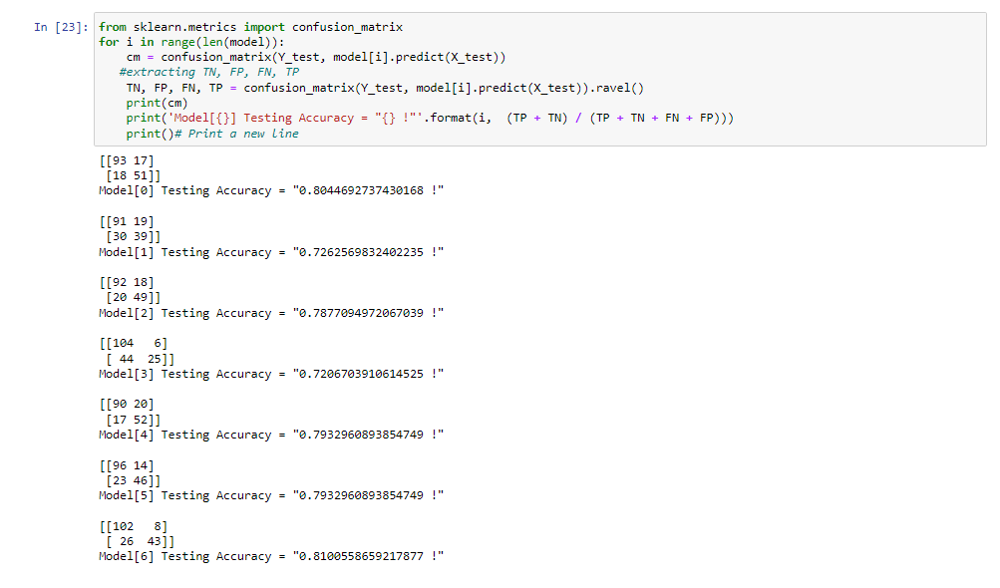 In [23]: from sklearn.metrics import confusion_matrix
for i in range(len(model)):
    cm = confusion_matrix(Y_test, model[i].predict(X_test))
   #extracting TN, FP, FN, TP
    TN, FP, FN, TP = confusion_matrix(Y_test, model[i].predict(X_test)).ravel()
    print(cm)
    print('Model[{}] Testing Accuracy = "{} !"'.format(i,  (TP + TN) / (TP + TN + FN + FP)))
    print()# Print a new line
[[93 17]
 [18 51]]
Model[0] Testing Accuracy = "0.8044692737430168 !"
[[91 19]
 [30 39]]
Model[1] Testing Accuracy = "0.7262569832402235 !"
[[92 18]
 [20 49]]
Model[2] Testing Accuracy = "0.7877094972067039 !"
[[104   6]
 [ 44  25]]
Model[3] Testing Accuracy = "0.7206703910614525 !"
[[90 20]
 [17 52]]
Model[4] Testing Accuracy = "0.7932960893854749 !"
[[96 14]
 [23 46]]
Model[5] Testing Accuracy = "0.7932960893854749 !"
[[102   8]
 [ 26  43]]
Model[6] Testing Accuracy = "0.8100558659217877 !"